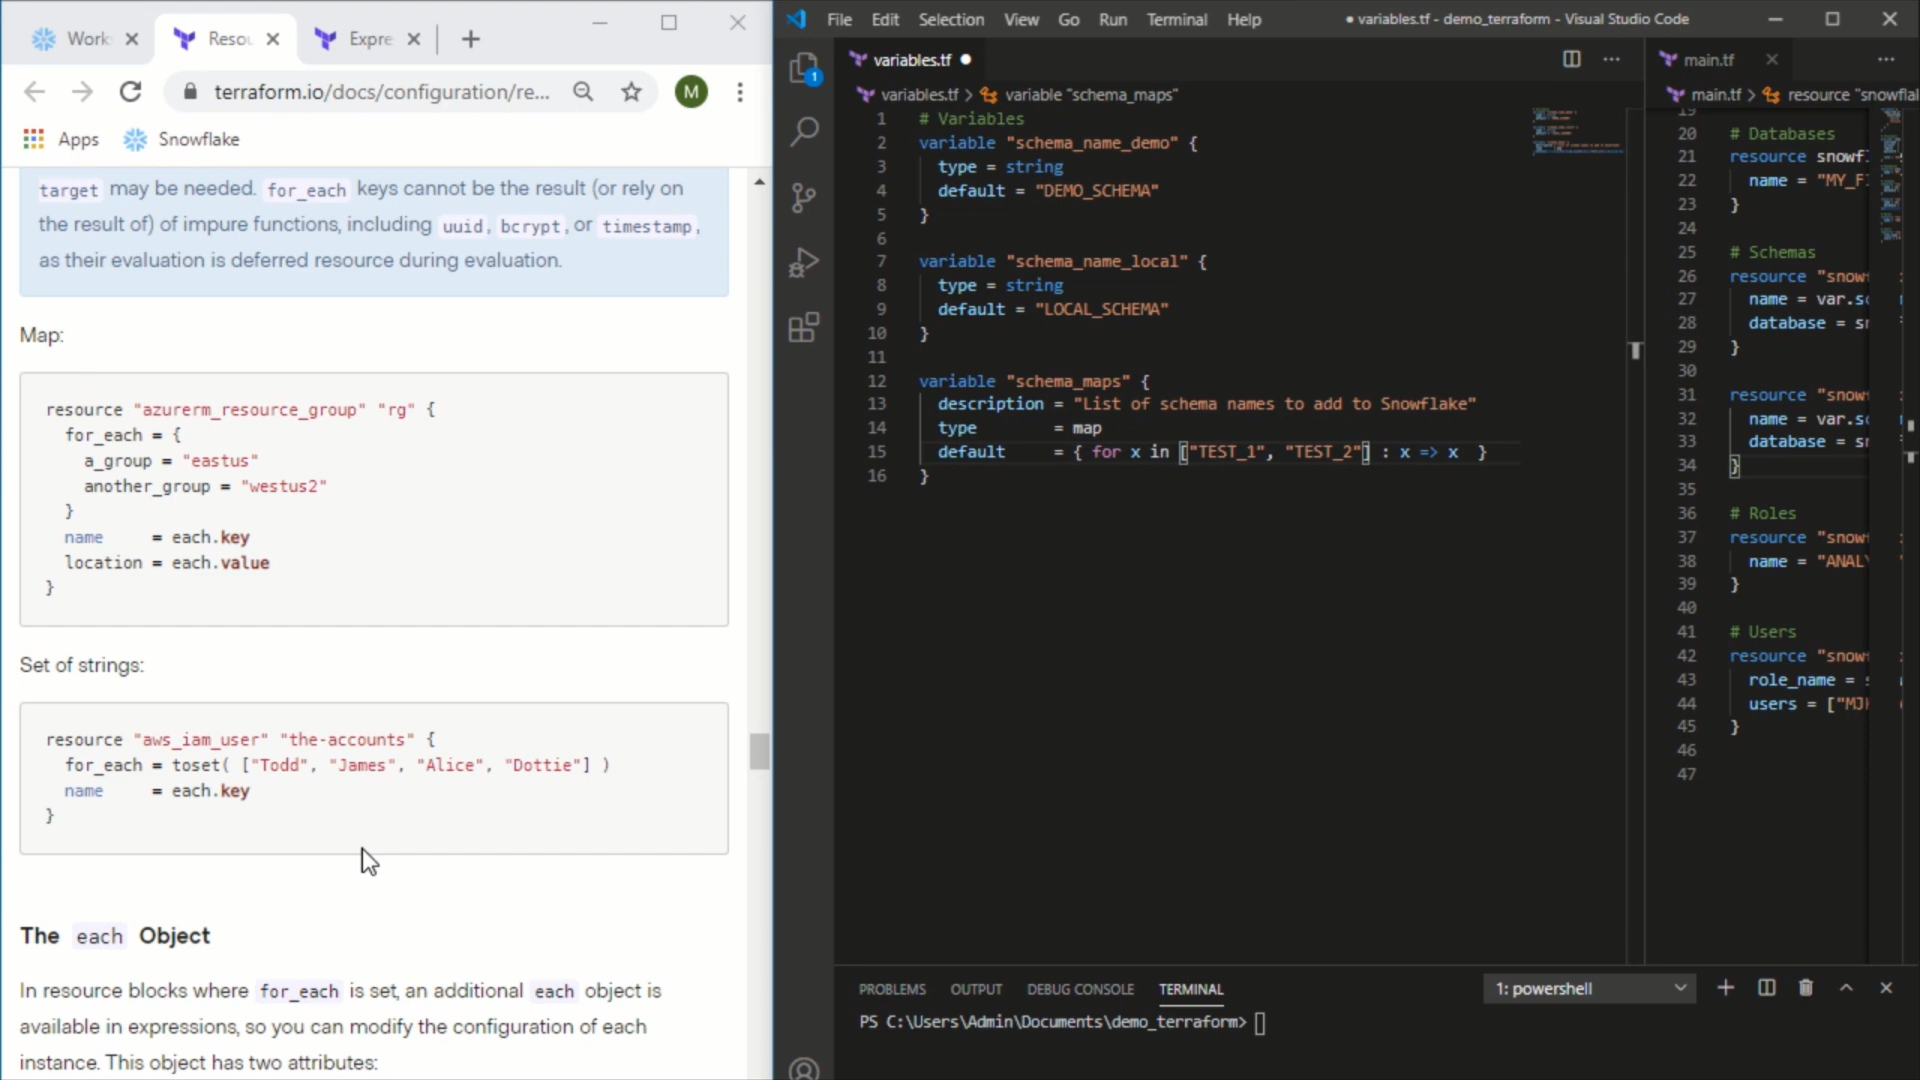 Work
Resou
Expre
terraform.io/docs/configuration/re...
M
Apps
Snowflake
target may be needed. for_each keys cannot be the result (or rely on
the result of) of impure functions, including uuid, bcrypt, or timestamp,
as their evaluation is deferred resource during evaluation.
Map:
resource "azurerm_resource_group" "rg" {
for_each = {
a_group = "eastus"
another_group = "westus2"
}
name = each.key
location = each.value
}
Set of strings:
resource "aws_iam_user" "the-accounts" {
for_each = toset( ["Todd", "James", "Alice", "Dottie"] )
name = each.key
}
The each Object
In resource blocks where for_each is set, an additional each object is
available in expressions, so you can modify the configuration of each
instance. This object has two attributes:
File Edit Selection View Go Run Terminal Help
● variables.tf - demo_terraform - Visual Studio Code
1
variables.tf ●
variables.tf > variable "schema_maps"
1 # Variables
2 variable "schema_name_demo" {
3 type = string
4 default = "DEMO_SCHEMA"
5 }
6
7 variable "schema_name_local" {
8 type = string
9 default = "LOCAL_SCHEMA"
10 }
11
12 variable "schema_maps" {
13 description = "List of schema names to add to Snowflake"
14 type = map
15 default = { for x in ["TEST_1", "TEST_2"] : x => x }
16 }
main.tf
main.tf > resource "snowflal
19
20 # Databases
21 resource snowf
22 name = "MY_F
23 }
24
25 # Schemas
26 resource "snow
27 name = var.s
28 database = s
29 }
30
31 resource "snow
32 name = var.s
33 database = s
34 }
35
36 # Roles
37 resource "snow
38 name = "ANAL
39 }
40
41 # Users
42 resource "snow
43 role_name =
44 users = ["MJ
45 }
46
47
PROBLEMS OUTPUT DEBUG CONSOLE TERMINAL
1: powershell
PS C:\Users\Admin\Documents\demo_terraform>